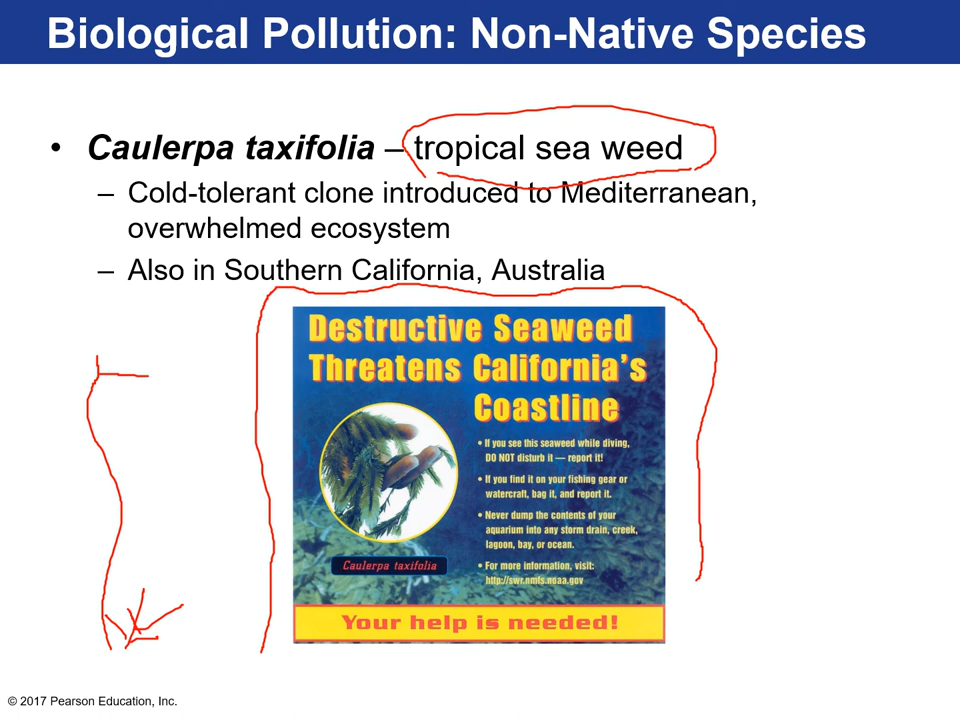 Biological Pollution: Non-Native Species
• Caulerpa taxifolia – tropical sea weed
– Cold-tolerant clone introduced to Mediterranean,
overwhelmed ecosystem
– Also in Southern California, Australia
Destructive Seaweed
Threatens California's
Coastline
• If you see this seaweed while diving,
DO NOT disturb it — report it!
• If you find it on your fishing gear or
watercraft, bag it, and report it.
• Never dump the contents of your
aquarium into any storm drain, creek,
lagoon, bay, or ocean.
• For more information, visit:
http://swr.nmfs.noaa.gov
Caulerpa taxifolia
Your help is needed!
© 2017 Pearson Education, Inc.